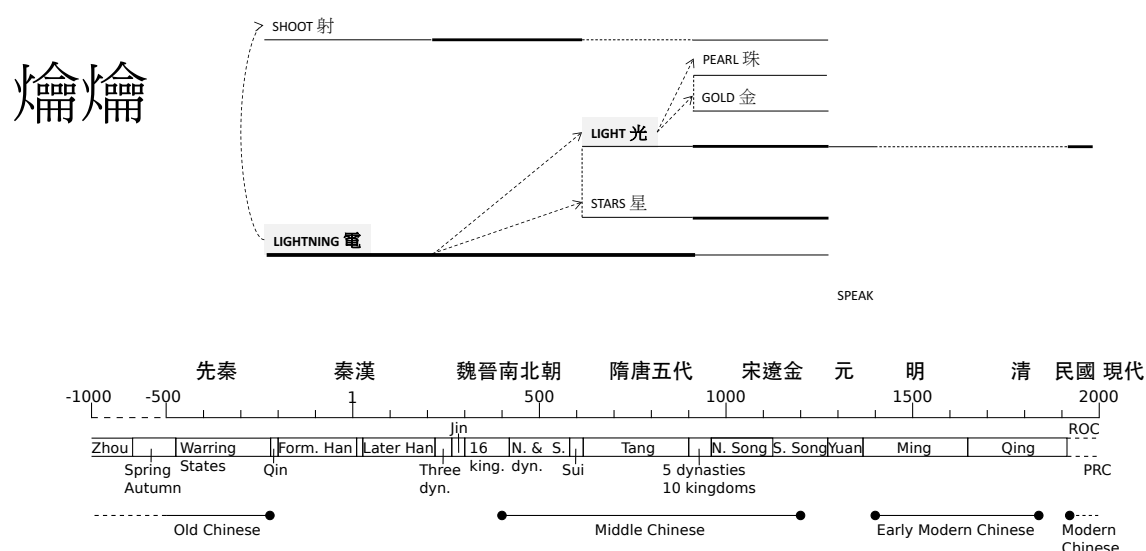 SHOOT 射
爚爚
PEARL 珠
GOLD 金
LIGHT 光
STARS 星
LIGHTNING 電
SPEAK
先秦 秦漢 魏晉南北朝 隋唐五代 宋遼金 元 明 清 民國 現代
-1000 -500 1 500 1000 1500 2000
Jin
ROC
Zhou Warring States Form. Han Later Han 16 king. N. & S. dyn. Tang N. Song S. Song Yuan Ming Qing
Spring Autumn Qin Three dyn. Sui 5 dynasties 10 kingdoms PRC
Old Chinese Middle Chinese Early Modern Chinese Modern Chinese